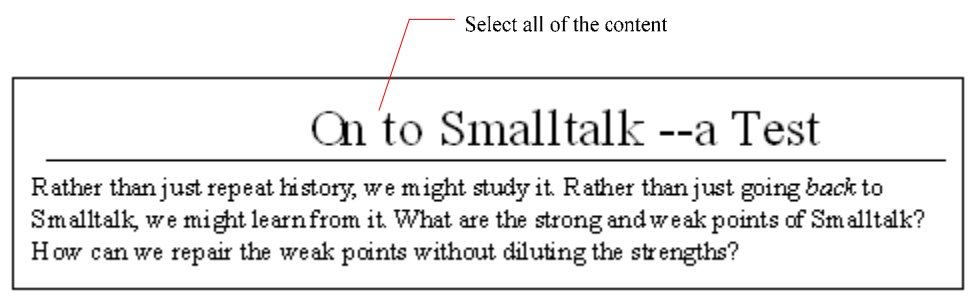 Select all of the content
On to Smalltalk --a Test
Rather than just repeat history, we might study it. Rather than just going back to
Smalltalk, we might learn from it. What are the strong and weak points of Smalltalk?
How can we repair the weak points without diluting the strengths?